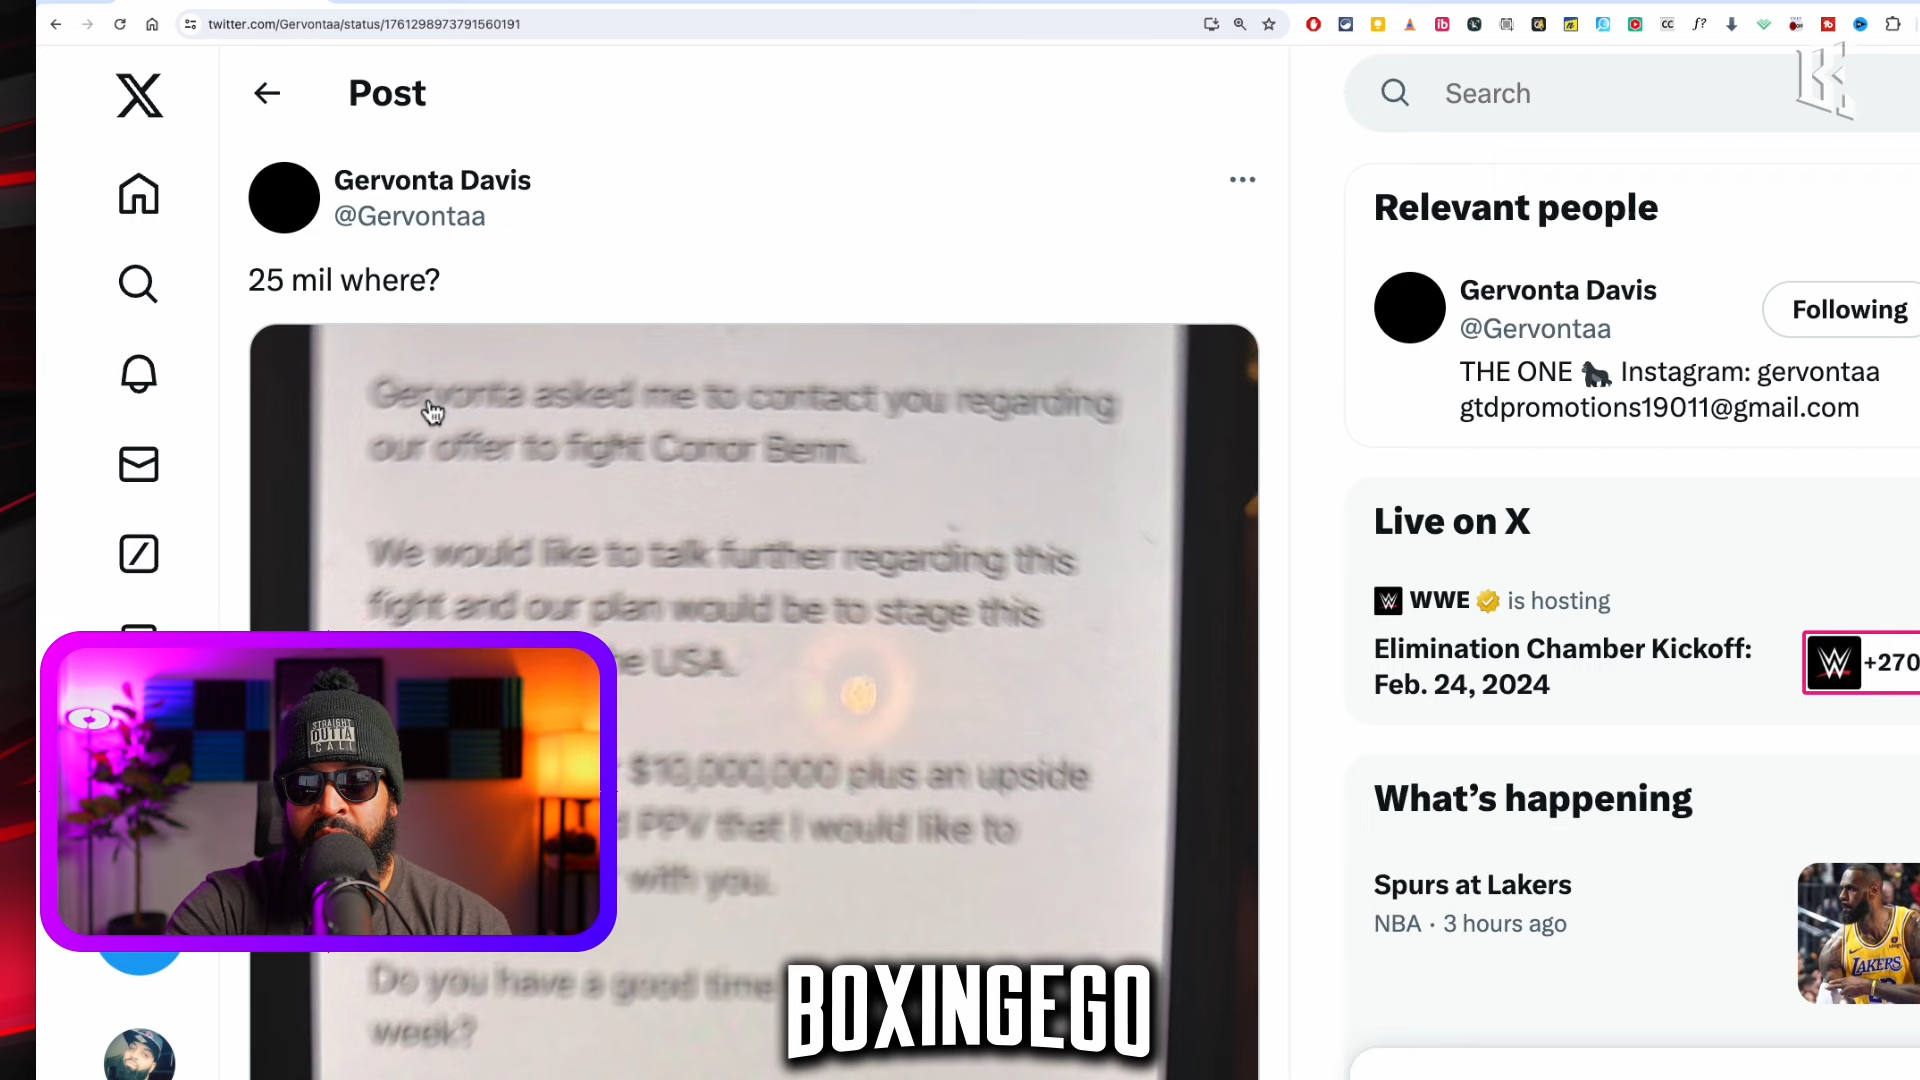 twitter.com/Gervontaa/status/1761298973791560191
Post
Search
Gervonta Davis
@Gervontaa
25 mil where?
Gervonta asked me to contact you regarding
our offer to fight Conor Benn.
We would like to talk further regarding this
fight and our plan would be to stage this
USA.
$10,000,000 plus an upside
PPV that I would like to
with you.
Do you have a good time
week?
STRAIGHT
OUTTA
CALI
BOXINGEGO
Relevant people
Gervonta Davis
@Gervontaa
Following
THE ONE 🦍 Instagram: gervontaa
gtdpromotions19011@gmail.com
Live on X
WWE is hosting
Elimination Chamber Kickoff:
Feb. 24, 2024
+270
What’s happening
Spurs at Lakers
NBA · 3 hours ago
LAKERS